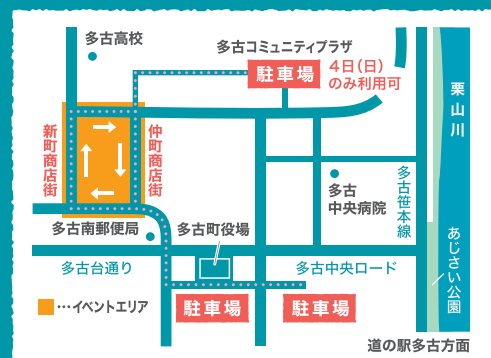 多古高校
多古コミュニティプラザ
駐車場
4日(日)
のみ利用可
栗山川
新町商店街
仲町商店街
多古笹本線
多古
中央病院
多古南郵便局
多古町役場
あじさい公園
多古台通り
多古中央ロード
…イベントエリア
駐車場
駐車場
道の駅多古方面